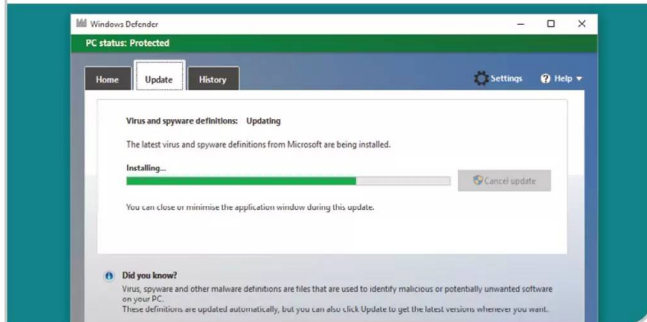 Windows Defender
PC status: Protected
Home
Update
History
Settings
Help
Virus and spyware definitions: Updating
The latest virus and spyware definitions from Microsoft are being installed.
Installing...
Cancel update
You can close or minimise the application window during this update.
Did you know?
Virus, spyware and other malware definitions are files that are used to identify malicious or potentially unwanted software
on your PC.
These definitions are updated automatically, but you can also click Update to get the latest versions whenever you want.